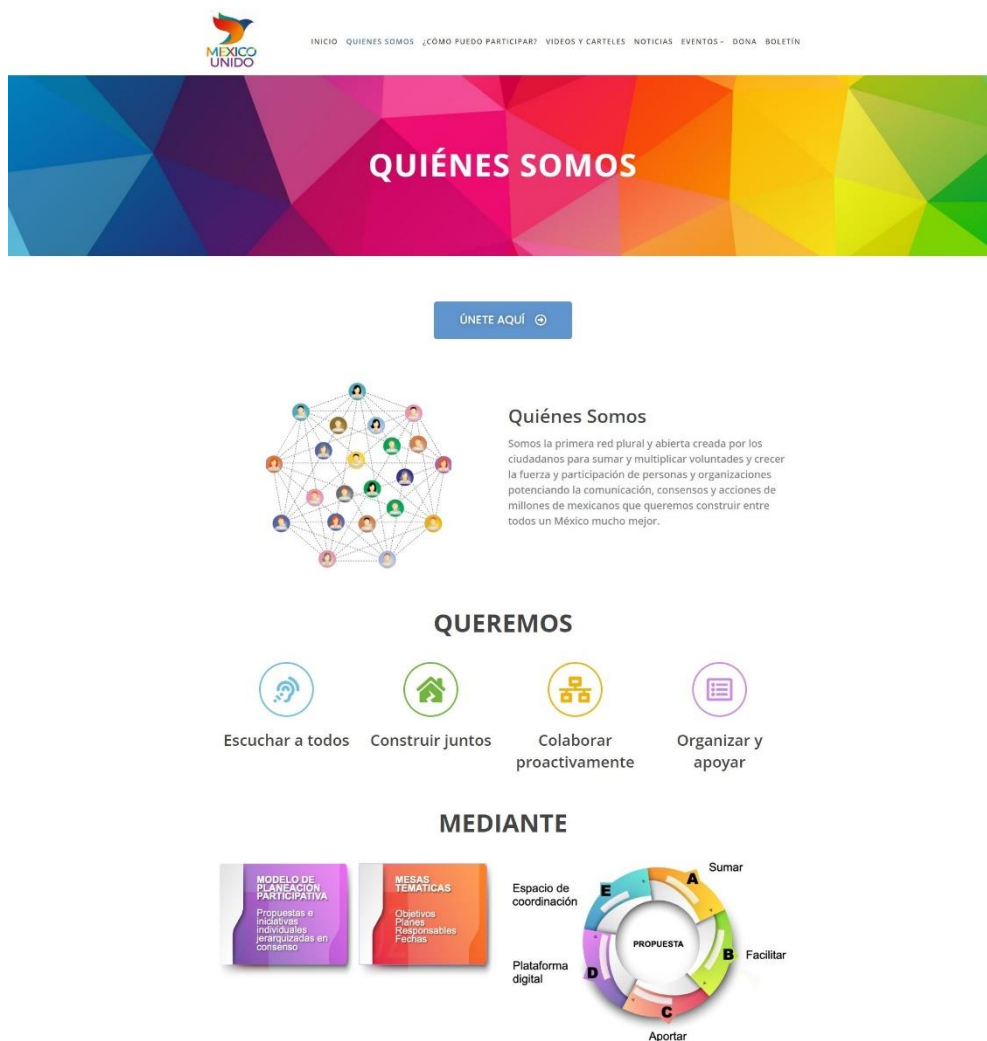 MEXICO
UNIDO
INICIO QUIENES SOMOS ¿CÓMO PUEDO PARTICIPAR? VIDEOS Y CARTELES NOTICIAS EVENTOS DONA BOLETÍN
QUIÉNES SOMOS
ÚNETE AQUÍ
Quiénes Somos
Somos la primera red plural y abierta creada por los
ciudadanos para sumar y multiplicar voluntades y crecer
la fuerza y participación de personas y organizaciones
potenciando la comunicación, consensos y acciones de
millones de mexicanos que queremos construir entre
todos un México mucho mejor.
QUEREMOS
Escuchar a todos
Construir juntos
Colaborar
proactivamente
Organizar y
apoyar
MEDIANTE
MODELO DE
PLANEACIÓN
PARTICIPATIVA
Propuestas e
iniciativas
individuales
jerarquizadas en
consenso
MESAS
TEMÁTICAS
Objetivos
Planes
Responsables
Fechas
A
Sumar
B
Facilitar
C
Aportar
D
Plataforma
digital
E
Espacio de
coordinación
PROPUESTA